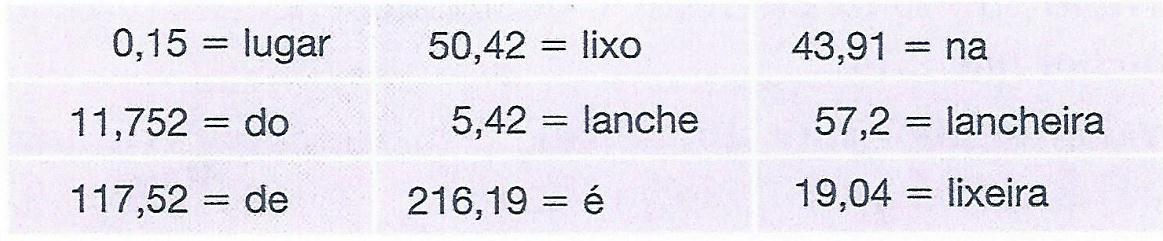 0,15 = lugar 50,42 = lixo 43,91 = na
11,752 = do 5,42 = lanche 57,2 = lancheira
117,52 = de 216,19 = é 19,04 = lixeira